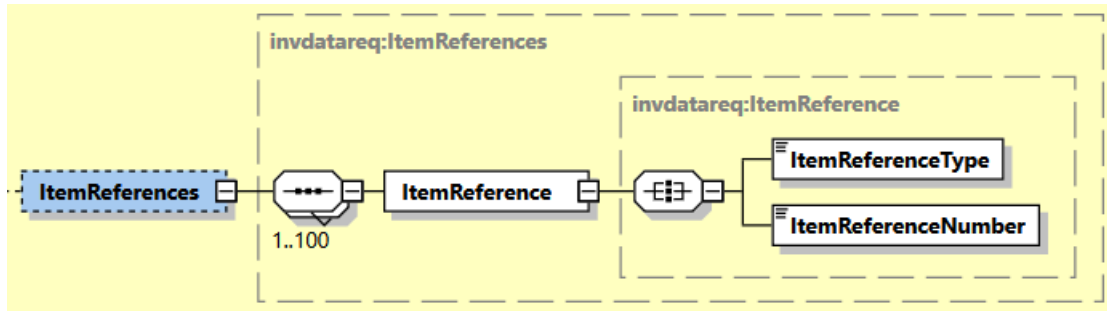 invdatareq:ItemReferences
invdatareq:ItemReference
ItemReferenceType
ItemReferences
ItemReference
ItemReferenceNumber
1..100